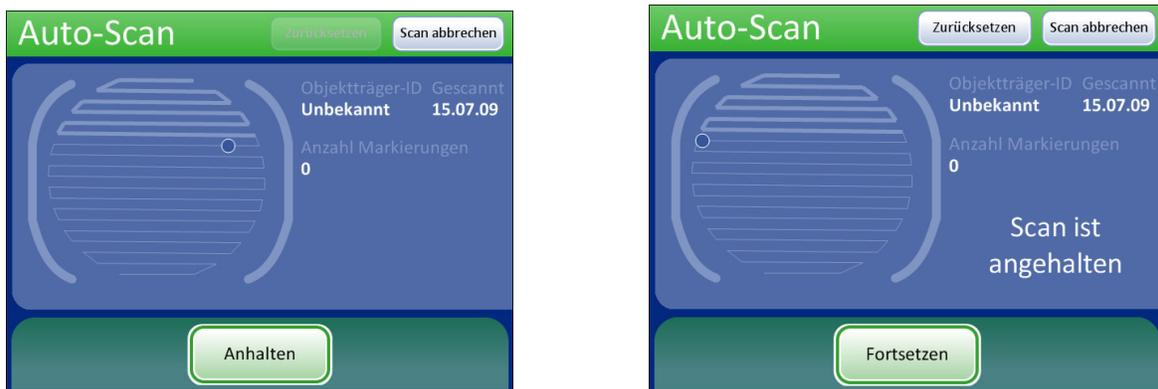 Auto-Scan
Zurücksetzen
Scan abbrechen
Objektträger-ID Gescannt
Unbekannt 15.07.09
Anzahl Markierungen
0
Anhalten
Auto-Scan
Zurücksetzen
Scan abbrechen
Objektträger-ID Gescannt
Unbekannt 15.07.09
Anzahl Markierungen
0
Scan ist
angehalten
Fortsetzen